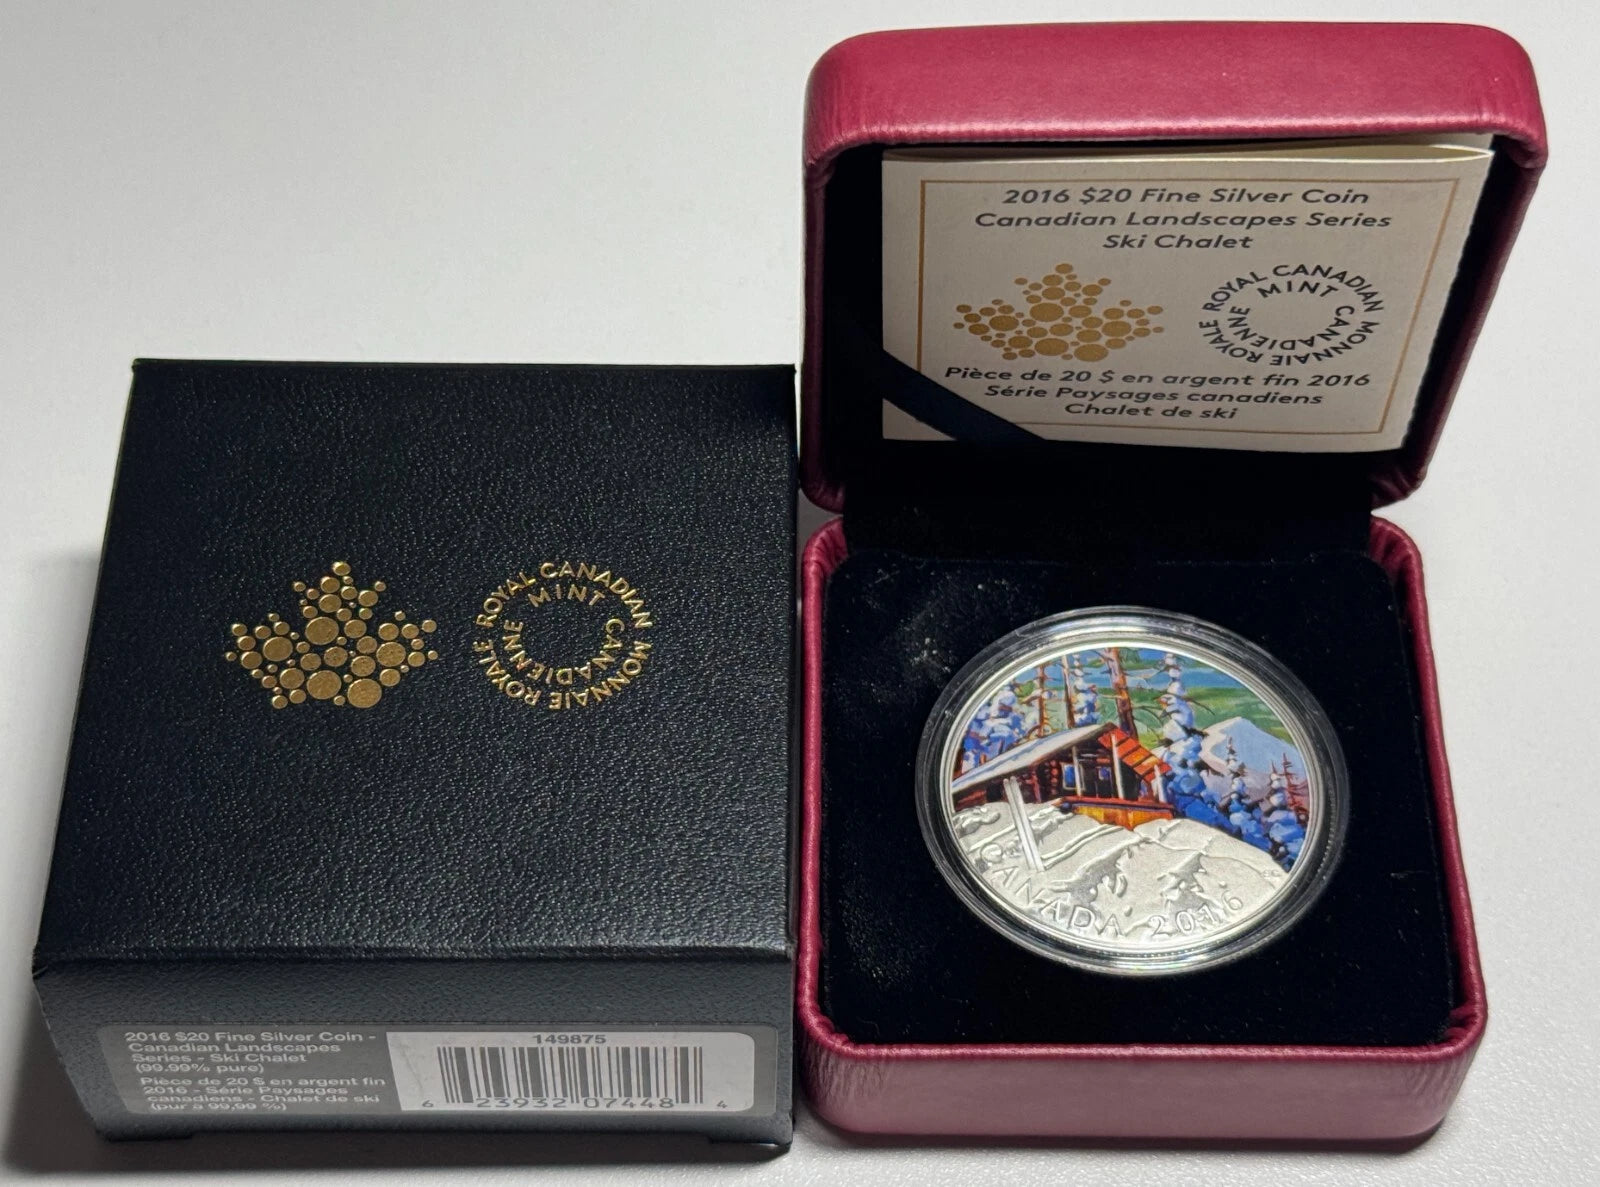 2016 $20 Fine Silver Coin
Canadian Landscapes Series
Ski Chalet
ROYAL CANADIAN MINT
MONNAIE ROYALE CANADIENNE
Pièce de 20 $ en argent fin 2016
Série Paysages canadiens
Chalet de ski
ROYAL CANADIAN MINT
MONNAIE ROYALE CANADIENNE
CANADA 2016
2016 $20 Fine Silver Coin -
Canadian Landscapes
Series - Ski Chalet
(99.99% pure)
Pièce de 20 $ en argent fin
2016 - Série Paysages
canadiens - Chalet de ski
(pur à 99,99 %)
149875
6 23932 07448 4